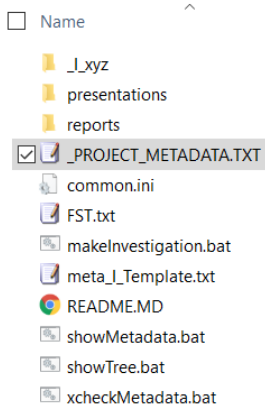 Name
_I_xyz
presentations
reports
_PROJECT_METADATA.TXT
common.ini
FST.txt
makeInvestigation.bat
meta_I_Template.txt
README.MD
showMetadata.bat
showTree.bat
xcheckMetadata.bat